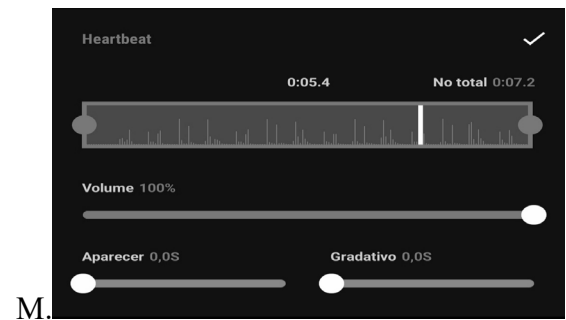 Heartbeat
0:05.4 No total 0:07.2
Volume 100%
Aparecer 0,0S Gradativo 0,0S
M.